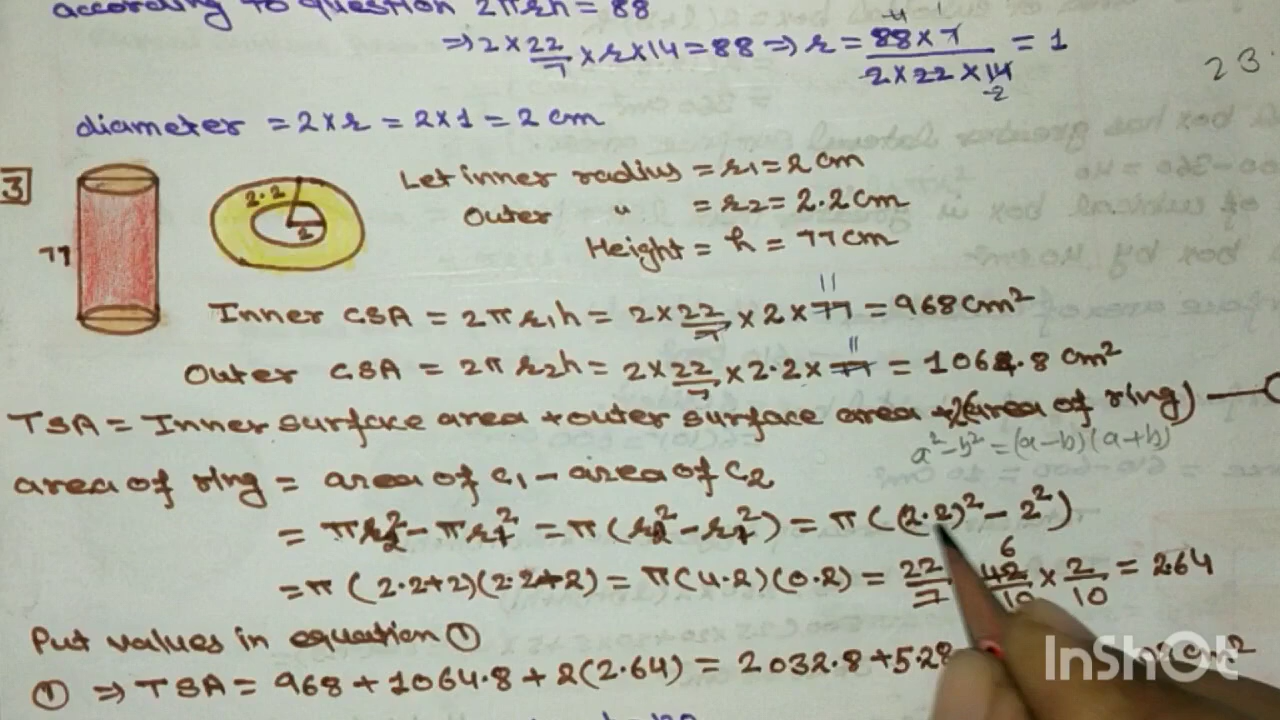 according to question 2πrh = 88
⇒ 2 × 22/7 × r × 14 = 88 ⇒ r = 88 × 7 / 2 × 22 × 14 = 1
23.
diameter = 2 × r = 2 × 1 = 2 cm
3
77
2.2
2
Let inner radius = r1 = 2 cm
Outer " = r2 = 2.2 cm
Height = h = 77 cm
Inner CSA = 2πr1h = 2 × 22/7 × 2 × 77 = 968 cm²
11
Outer CSA = 2πr2h = 2 × 22/7 × 2.2 × 77 = 1064.8 cm²
11
TSA = Inner surface area + outer surface area + 2(area of ring)
a² - b² = (a-b)(a+b)
area of ring = area of c1 - area of c2
= πr2² - πr1² = π(r2² - r1²) = π((2.2)² - 2²)
= π(2.2+2)(2.2-2) = π(4.2)(0.2) = 22/7 42/10 × 2/10 = 2.64
6
Put values in equation ①
① ⇒ TSA = 968 + 1064.8 + 2(2.64) = 2032.8 + 5.28
cm²
InShOt